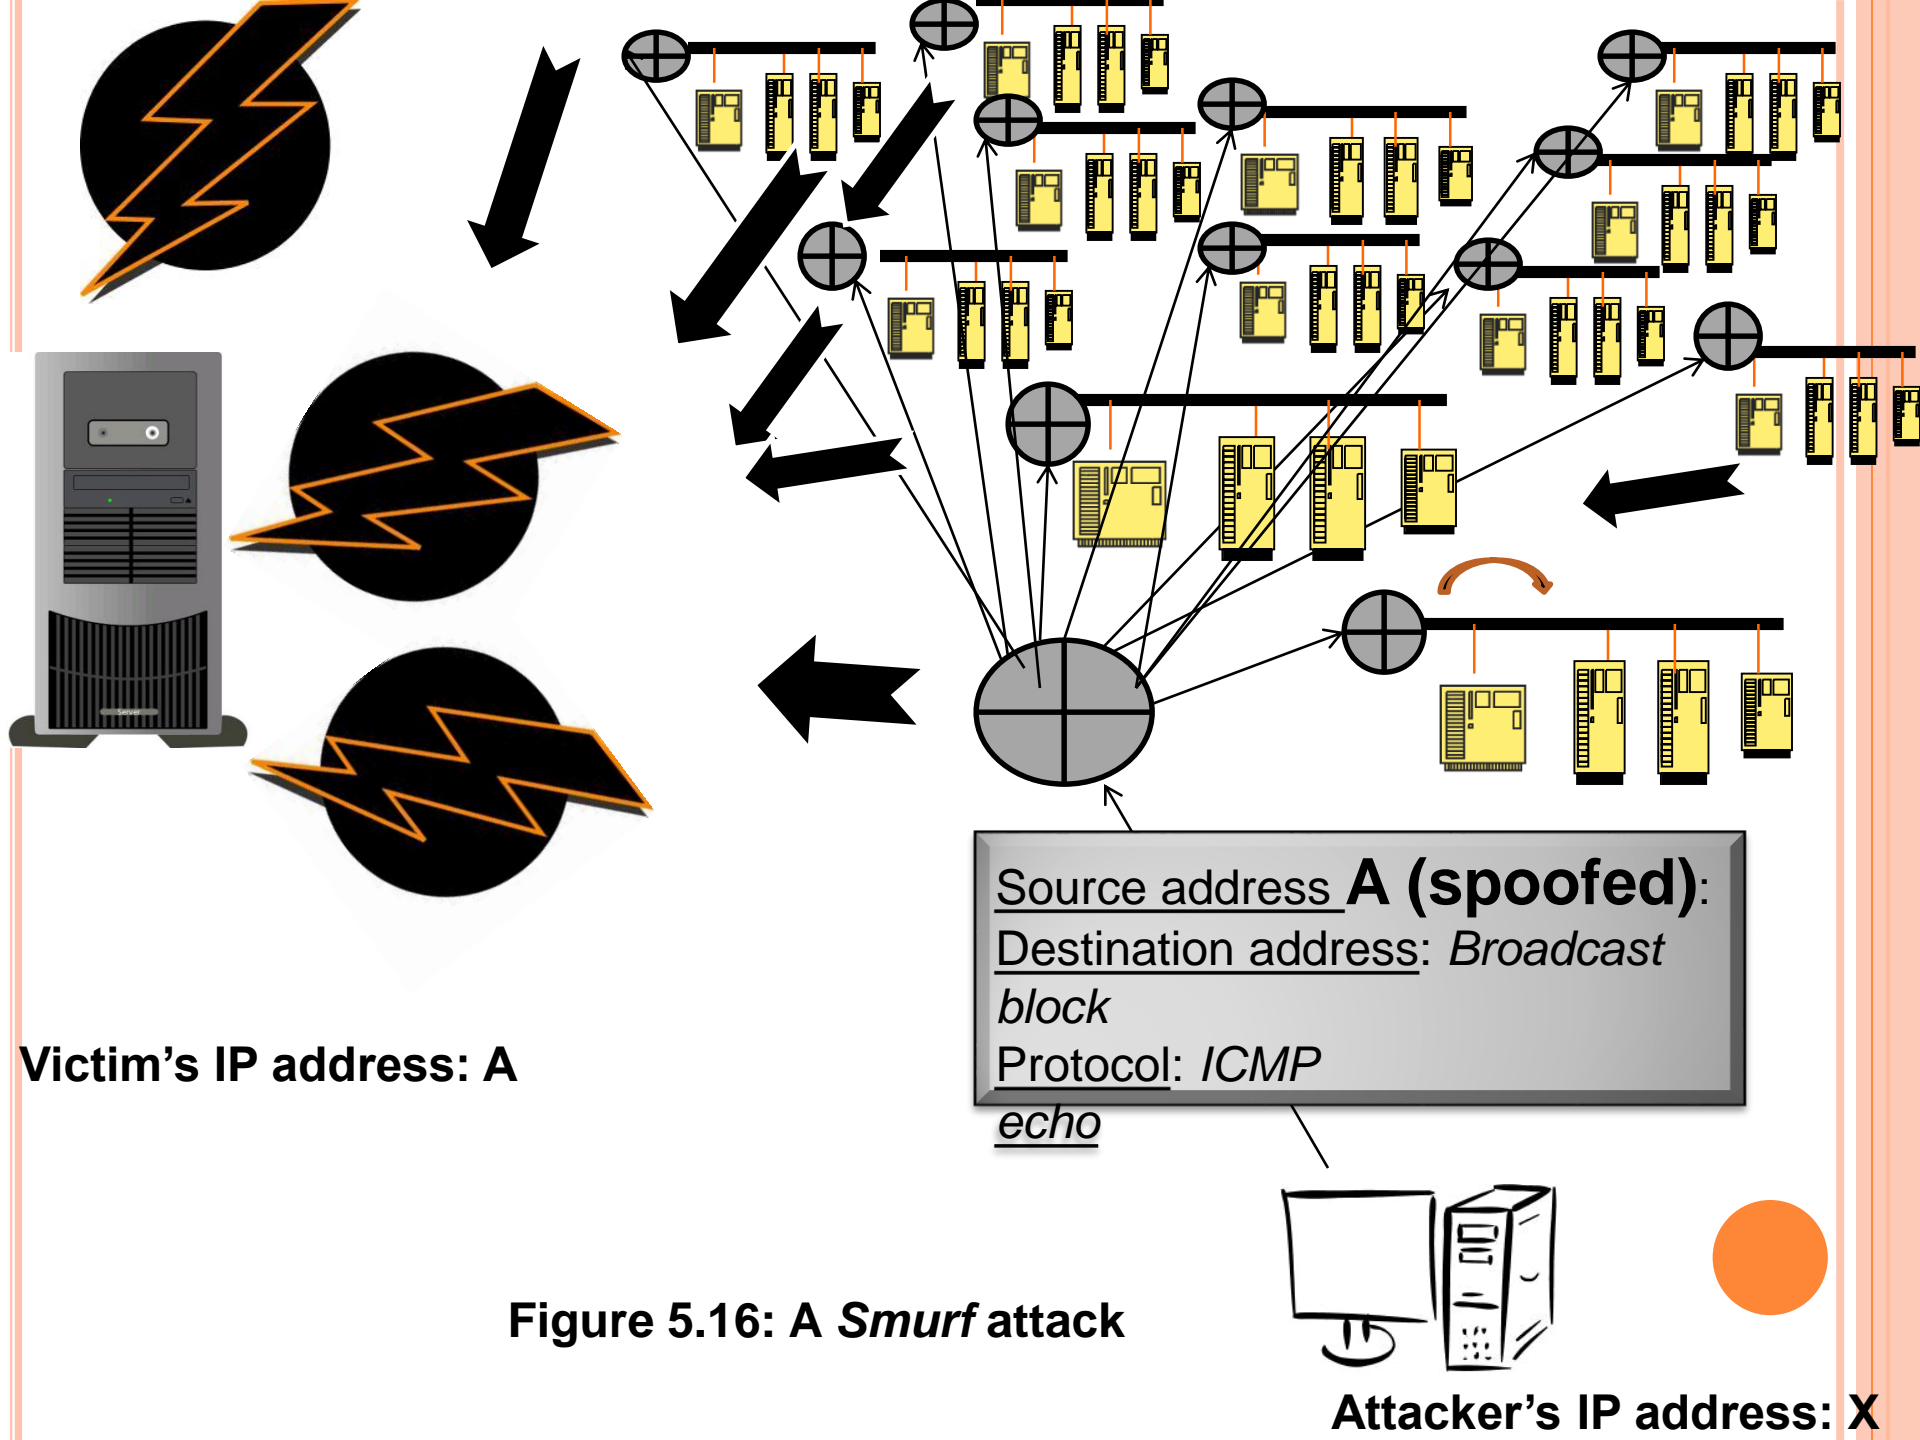 Source address A (spoofed):
Destination address: Broadcast
block
Protocol: ICMP
echo
Victim’s IP address: A
Server
Figure 5.16: A Smurf attack
Attacker’s IP address: X